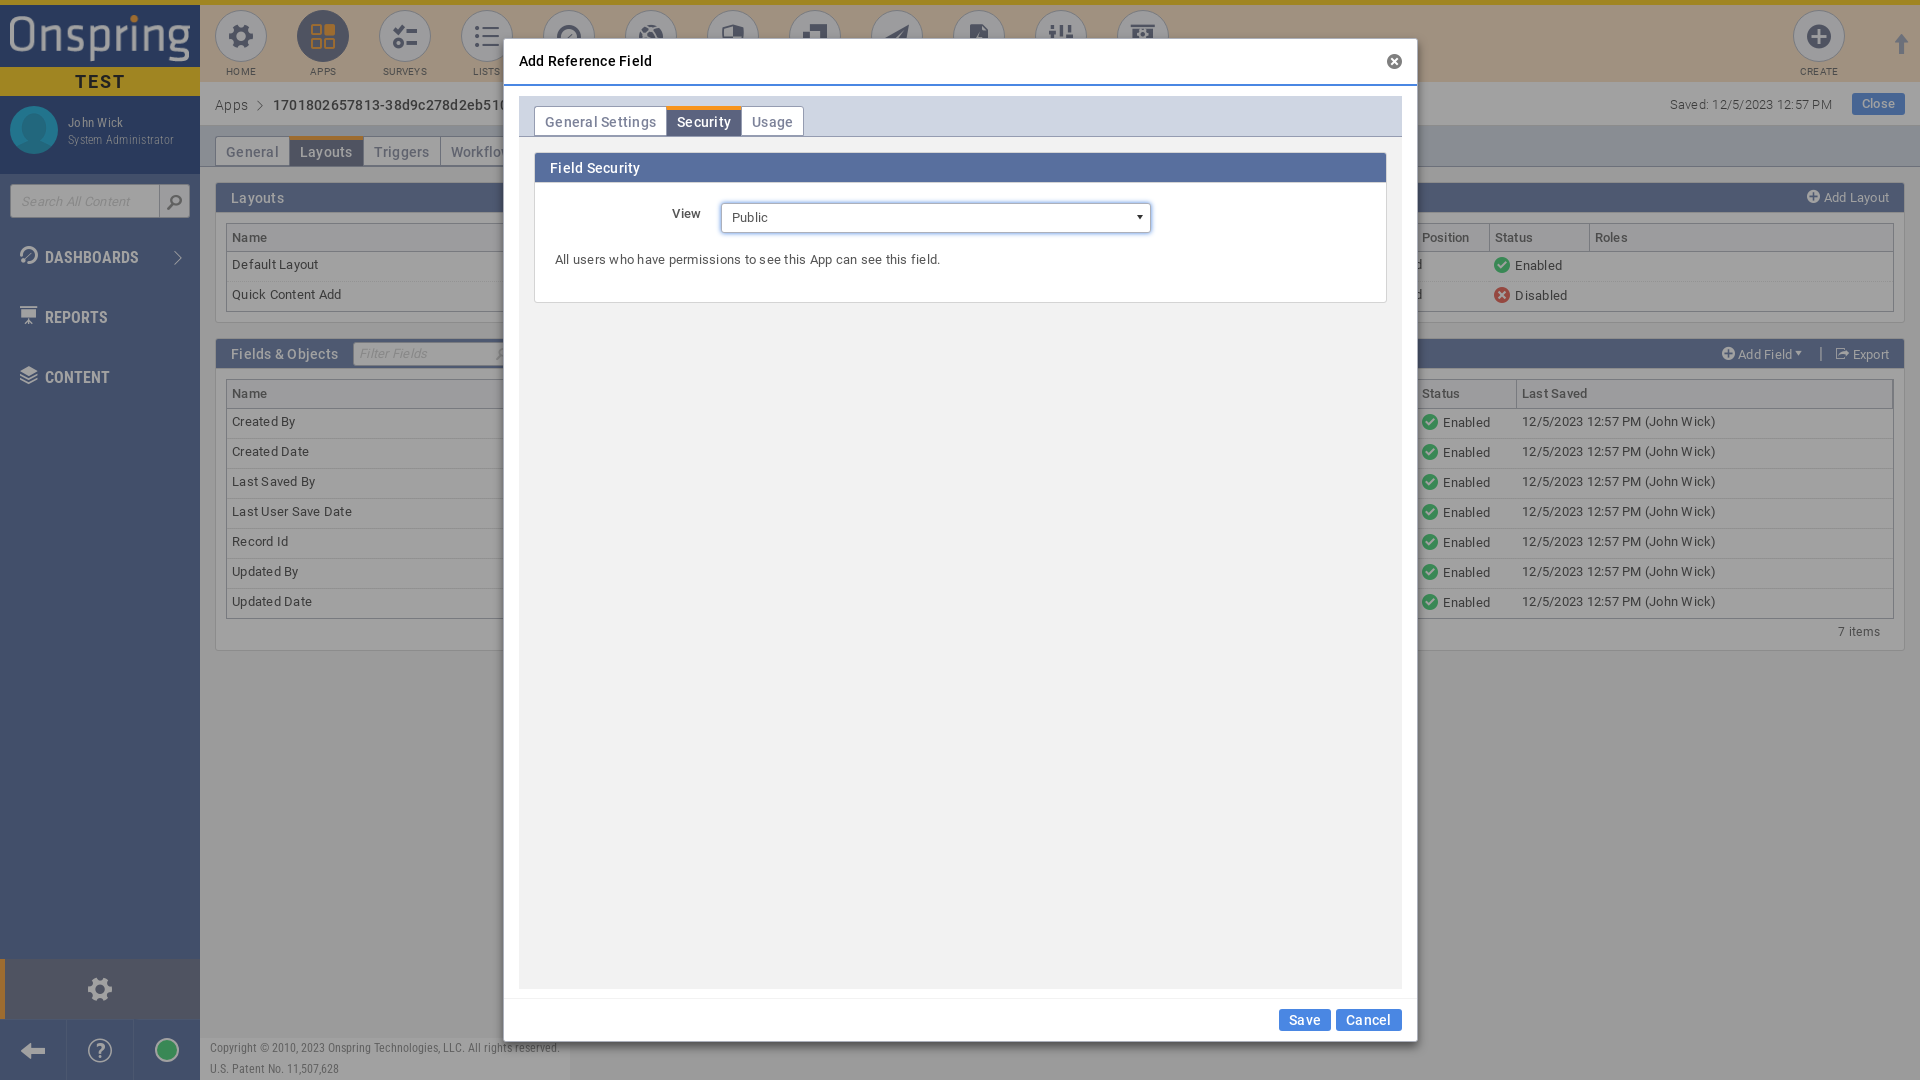 Onspring
TEST
John Wick
System Administrator
Search All Content
DASHBOARDS
REPORTS
CONTENT
HOME
APPS
SURVEYS
LISTS
CREATE
Apps
1701802657813-38d9c278d2eb510
Saved: 12/5/2023 12:57 PM
Close
General
Layouts
Triggers
Layouts
Add Layout
Name
Position
Status
Roles
Default Layout
Enabled
Quick Content Add
Disabled
Fields & Objects
Filter Fields
Add Field
Export
Name
Status
Last Saved
Created By
Enabled
12/5/2023 12:57 PM (John Wick)
Created Date
Enabled
12/5/2023 12:57 PM (John Wick)
Last Saved By
Enabled
12/5/2023 12:57 PM (John Wick)
Last User Save Date
Enabled
12/5/2023 12:57 PM (John Wick)
Record Id
Enabled
12/5/2023 12:57 PM (John Wick)
Updated By
Enabled
12/5/2023 12:57 PM (John Wick)
Updated Date
Enabled
12/5/2023 12:57 PM (John Wick)
7 items
Add Reference Field
General Settings
Security
Usage
Field Security
View
Public
All users who have permissions to see this App can see this field.
Save
Cancel
Copyright © 2010, 2023 Onspring Technologies, LLC. All rights reserved.
U.S. Patent No. 11,507,628